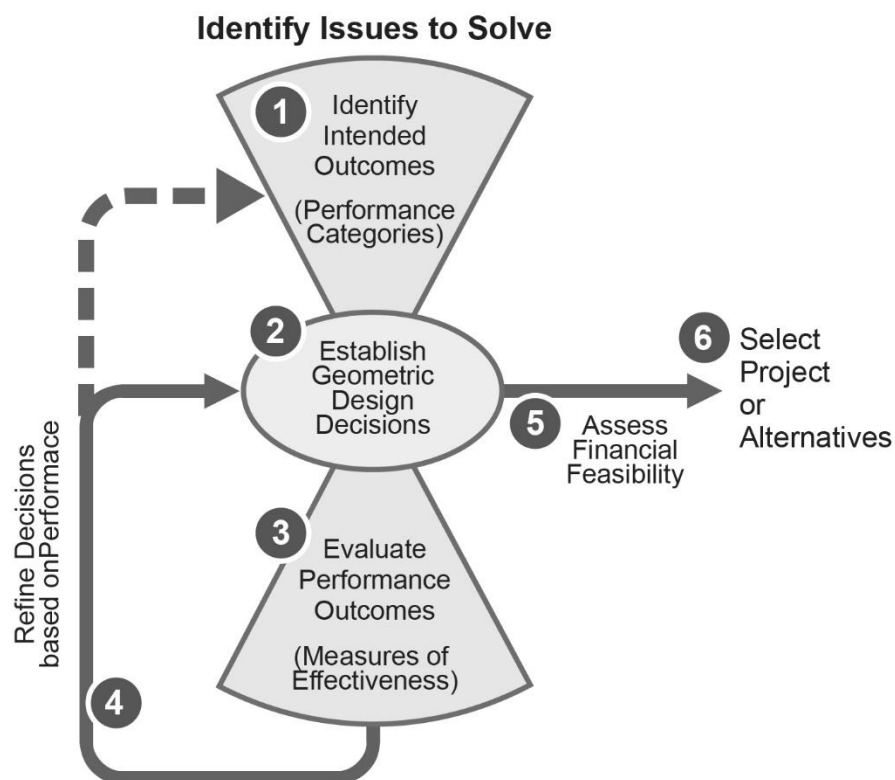 Identify Issues to Solve
1
Identify
Intended
Outcomes
(Performance
Categories)
2
Establish
Geometric
Design
Decisions
3
Evaluate
Performance
Outcomes
(Measures of
Effectiveness)
4
Refine Decisions
based onPerformace
5
Assess
Financial
Feasibility
6
Select
Project
or
Alternatives